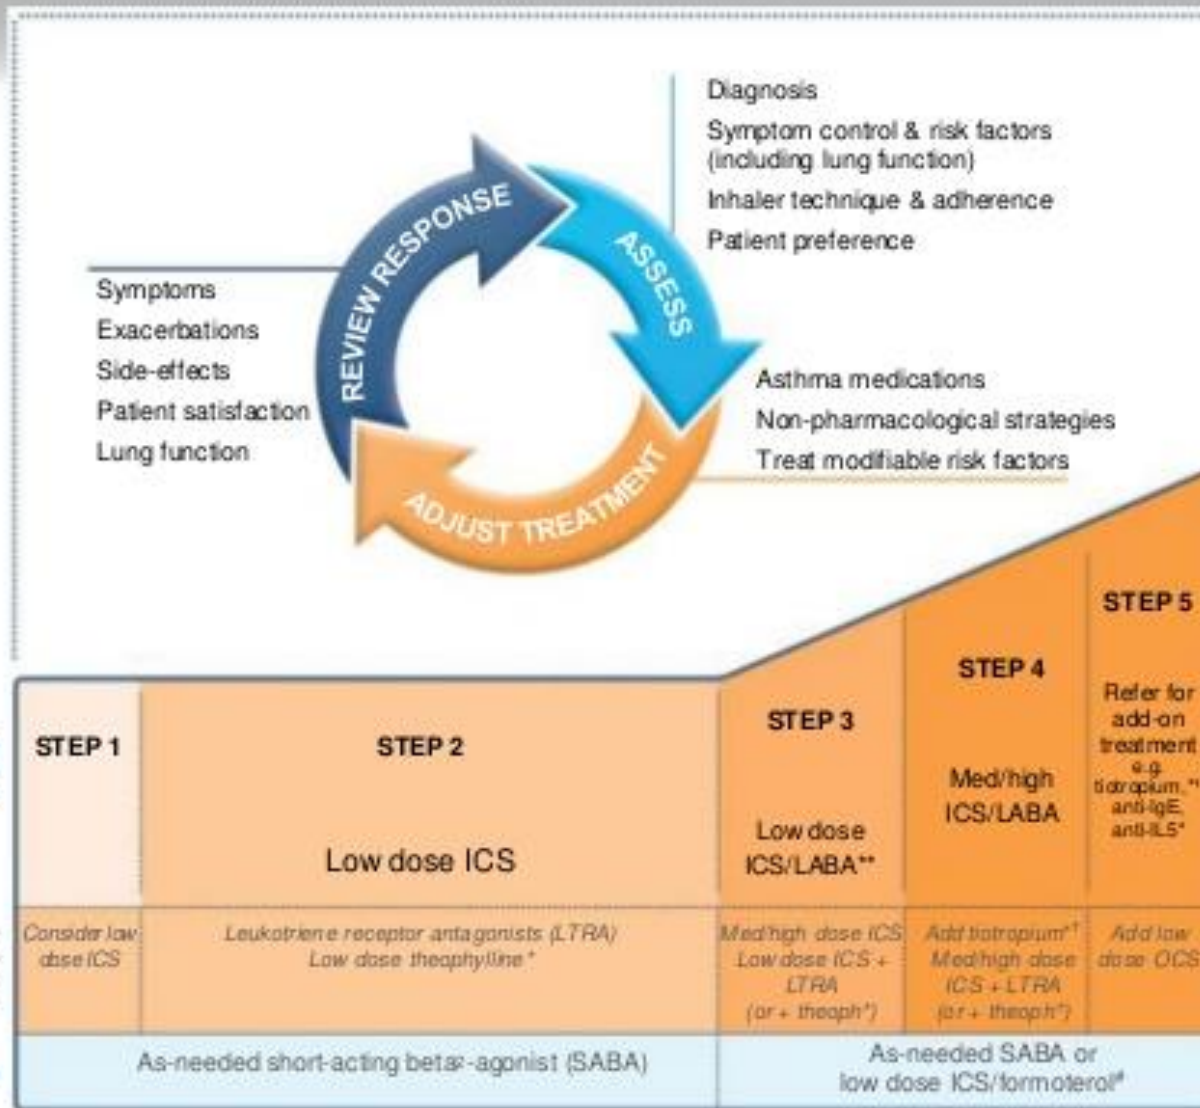 Diagnosis
Symptom control & risk factors
(including lung function)
Inhaler technique & adherence
Patient preference
REVIEW RESPONSE
ASSESS
ADJUST TREATMENT
Symptoms
Exacerbations
Side-effects
Patient satisfaction
Lung function
Asthma medications
Non-pharmacological strategies
Treat modifiable risk factors
STEP 1
STEP 2
Low dose ICS
STEP 3
Low dose
ICS/LABA**
STEP 4
Med/high
ICS/LABA
STEP 5
Refer for
add-on
treatment
e.g.
tiotropium,*†
anti-IgE,
anti-IL5*
Consider low
dose ICS
Leukotriene receptor antagonists (LTRA)
Low dose theophylline*
Med/high dose ICS
Low dose ICS +
LTRA
(or + theoph*)
Add tiotropium*†
Med/high dose
ICS + LTRA
(or + theoph*)
Add low
dose OCS
As-needed short-acting beta2-agonist (SABA)
As-needed SABA or
low dose ICS/formoterol#